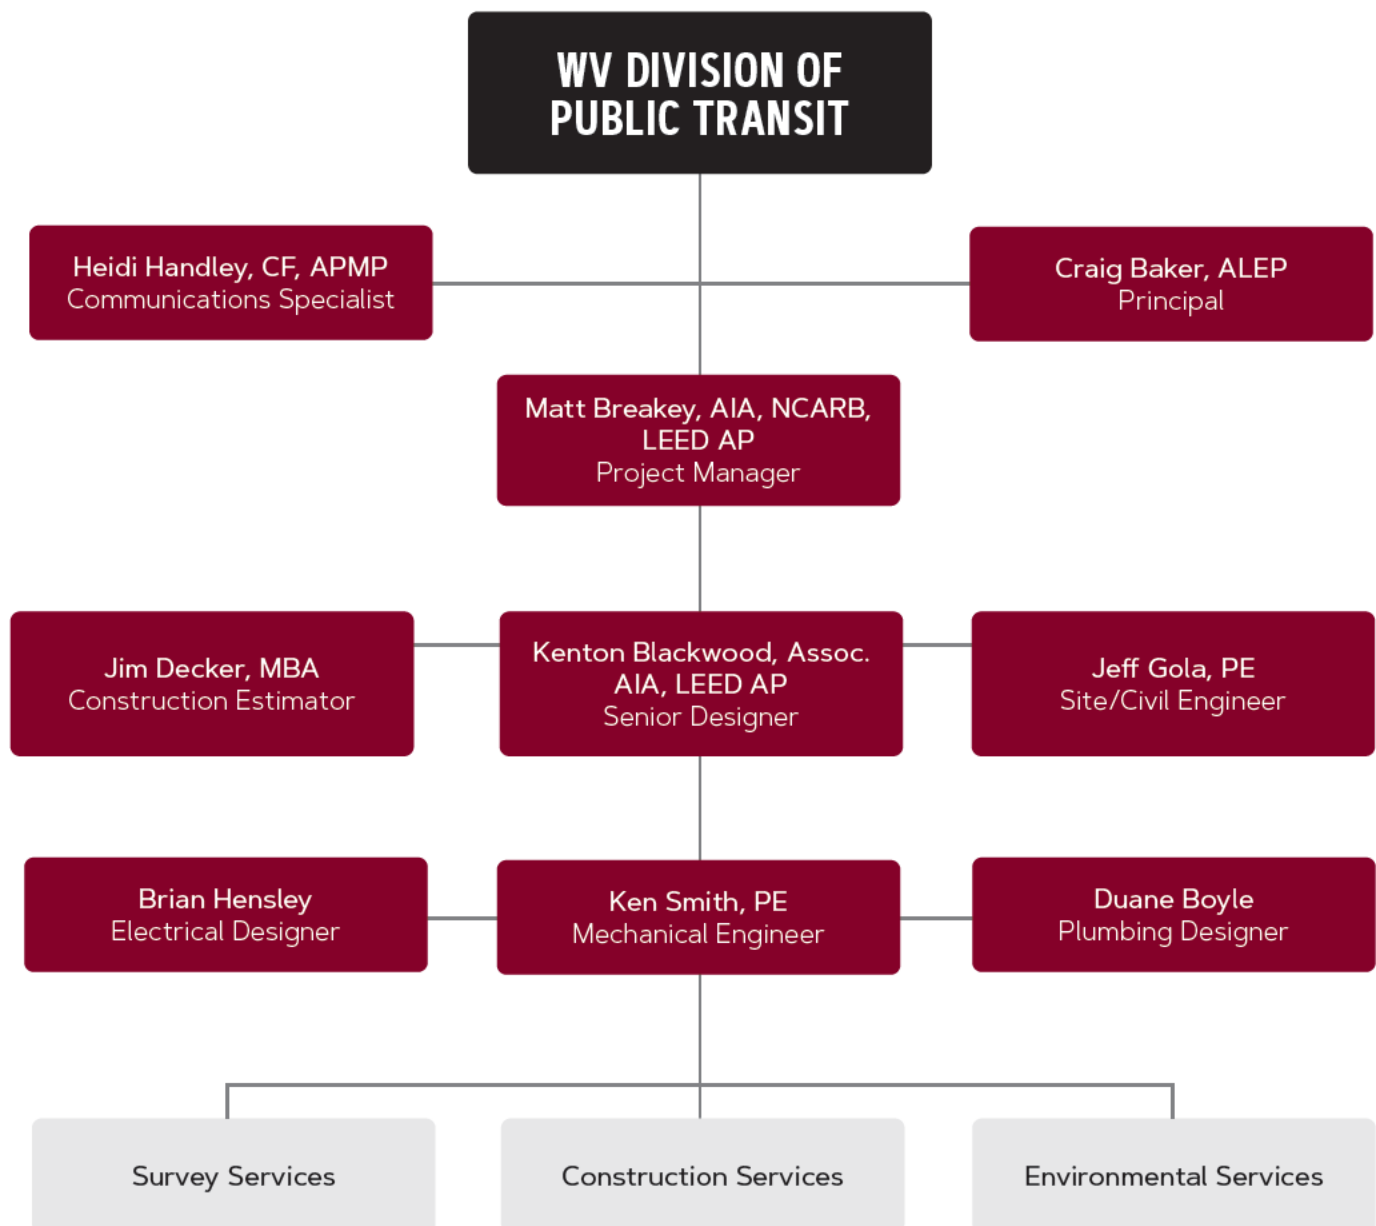 WV DIVISION OF
PUBLIC TRANSIT
Heidi Handley, CF, APMP
Communications Specialist
Craig Baker, ALEP
Principal
Matt Breakey, AIA, NCARB,
LEED AP
Project Manager
Jim Decker, MBA
Construction Estimator
Kenton Blackwood, Assoc.
AIA, LEED AP
Senior Designer
Jeff Gola, PE
Site/Civil Engineer
Brian Hensley
Electrical Designer
Ken Smith, PE
Mechanical Engineer
Duane Boyle
Plumbing Designer
Survey Services
Construction Services
Environmental Services